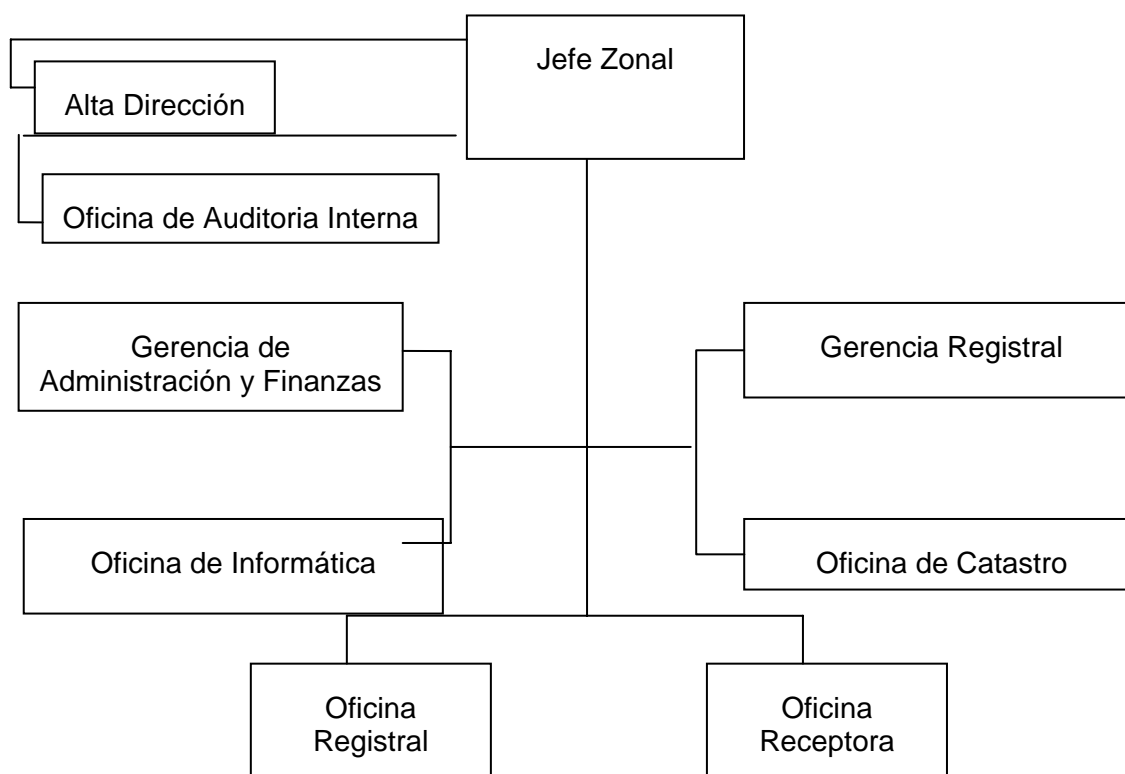 Jefe Zonal
Alta Dirección
Oficina de Auditoria Interna
Gerencia de
Administración y Finanzas
Gerencia Registral
Oficina de Informática
Oficina de Catastro
Oficina
Registral
Oficina
Receptora